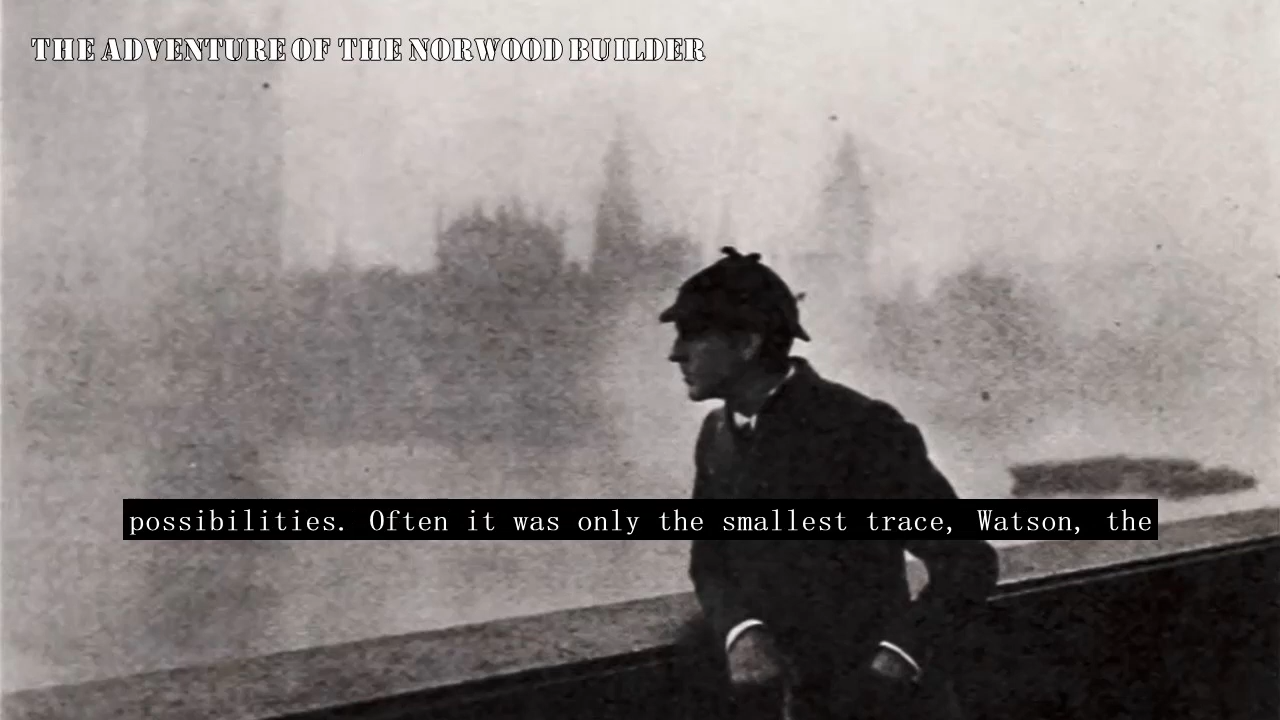 THE ADVENTURE OF THE NORWOOD BUILDER
possibilities. Often it was only the smallest trace, Watson, the